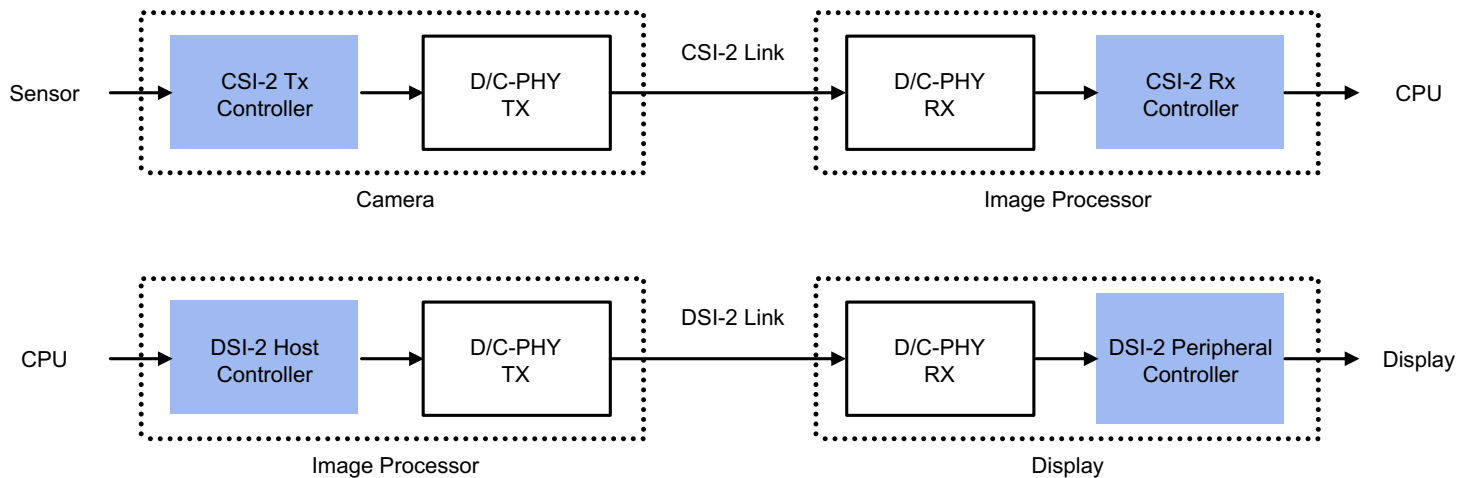 Sensor
CSI-2 Tx
Controller
D/C-PHY
TX
CSI-2 Link
D/C-PHY
RX
CSI-2 Rx
Controller
CPU
Camera
Image Processor
CPU
DSI-2 Host
Controller
D/C-PHY
TX
DSI-2 Link
D/C-PHY
RX
DSI-2 Peripheral
Controller
Display
Image Processor
Display